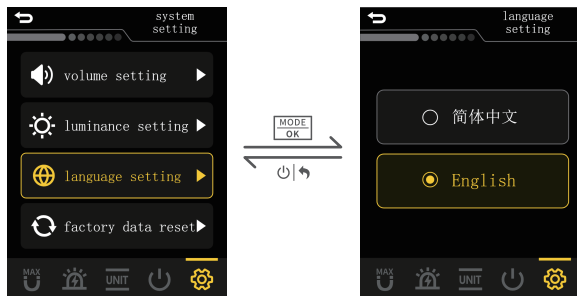 system
setting
volume setting
luminance setting
language setting
factory data reset
MAX
UNIT
MODE
OK
language
setting
简体中文
English
MAX
UNIT